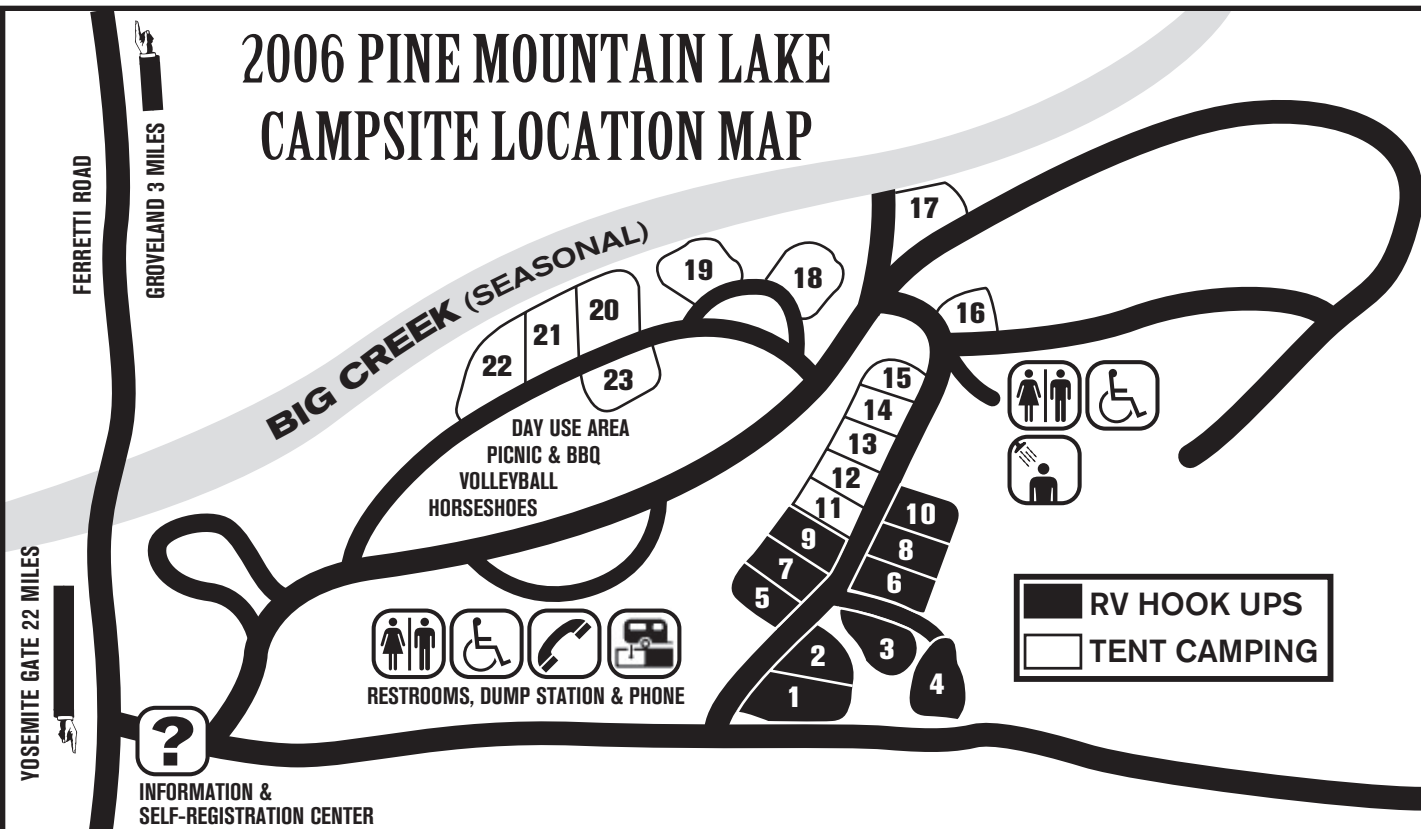 2006 PINE MOUNTAIN LAKE
CAMPSITE LOCATION MAP
FERRETTI ROAD
GROVELAND 3 MILES
BIG CREEK (SEASONAL)
17
19
18
20
21
22
23
16
15
14
13
12
11
10
9
8
7
6
5
DAY USE AREA
PICNIC & BBQ
VOLLEYBALL
HORSESHOES
3
2
4
1
RV HOOK UPS
TENT CAMPING
RESTROOMS, DUMP STATION & PHONE
YOSEMITE GATE 22 MILES
?
INFORMATION &
SELF-REGISTRATION CENTER